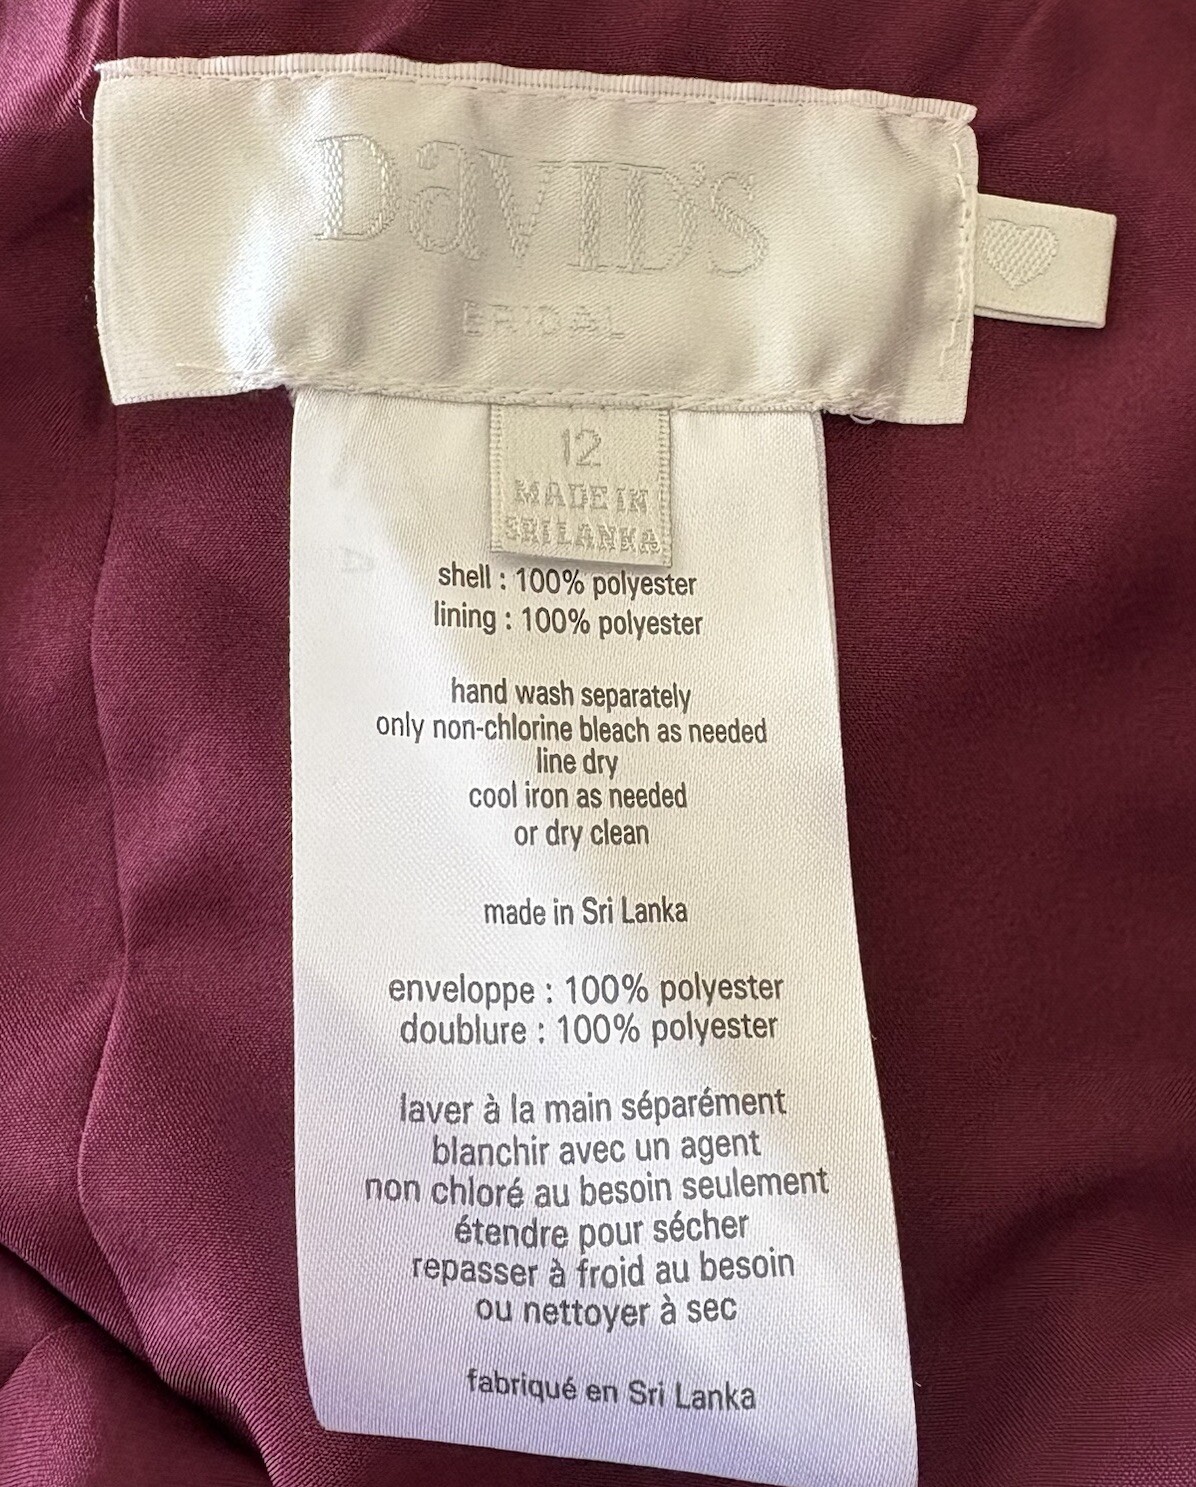 DaVID'S
BRIDAL
12
MADE IN
SRI LANKA
shell : 100% polyester
lining : 100% polyester
hand wash separately
only non-chlorine bleach as needed
line dry
cool iron as needed
or dry clean
made in Sri Lanka
enveloppe : 100% polyester
doublure : 100% polyester
laver à la main séparément
blanchir avec un agent
non chloré au besoin seulement
étendre pour sécher
repasser à froid au besoin
ou nettoyer à sec
fabriqué en Sri Lanka